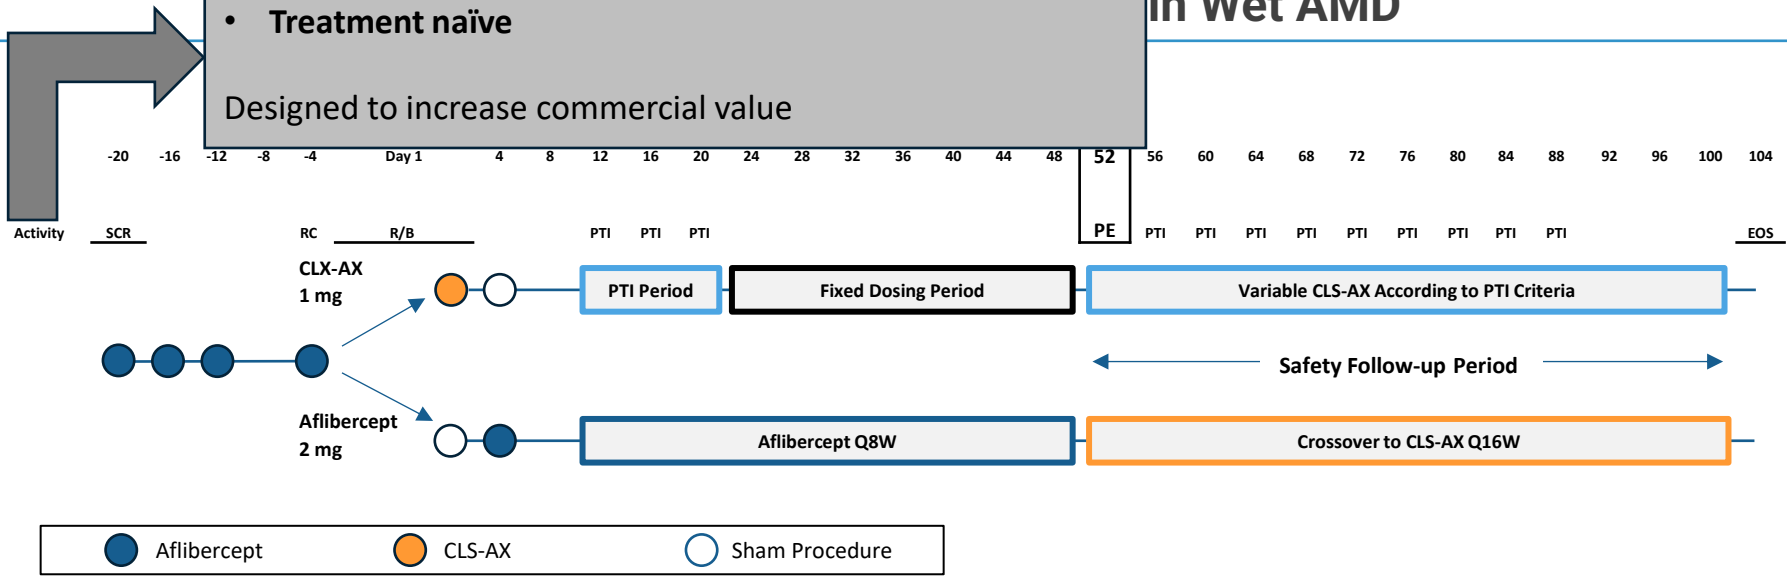 in Wet AMD
• Treatment naïve
Designed to increase commercial value
-20 -16 -12 -8 -4 Day 1 4 8 12 16 20 24 28 32 36 40 44 48 52 56 60 64 68 72 76 80 84 88 92 96 100 104
Activity SCR RC R/B PTI PTI PTI PE PTI PTI PTI PTI PTI PTI PTI PTI PTI EOS
CLX-AX
1 mg
PTI Period Fixed Dosing Period Variable CLS-AX According to PTI Criteria
Safety Follow-up Period
Aflibercept
2 mg
Aflibercept Q8W Crossover to CLS-AX Q16W
Aflibercept CLS-AX Sham Procedure